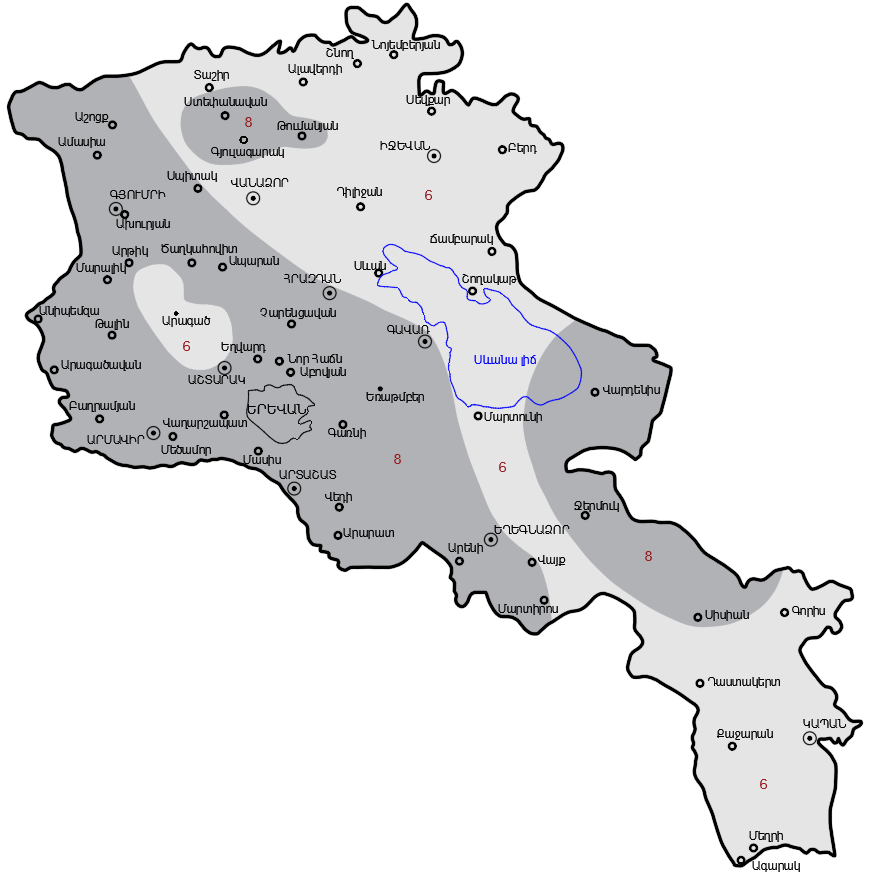 Նոյեմբերյան
Շնող
Ալավերդի
Տաշիր
Ստեփանավան
Սևքար
Աշոցք
8
Թումանյան
Ամասիա
Գյուլագարակ
ԻՋԵՎԱՆ
Բերդ
Սպիտակ
ՎԱՆԱՁՈՐ
Դիլիջան
6
ԳՅՈՒՄՐԻ
Ախուրյան
Ճամբարակ
Արթիկ
Ծաղկահովիտ
Ապարան
Մարալիկ
Սևան
ՀՐԱԶԴԱՆ
Շողակաթ
Անիպեմզա
Թալին
Արագած
Չարենցավան
ԳԱՎԱՌ
6
Եղվարդ
Նոր Հաճն
Սևանա լիճ
Արագածավան
Աբովյան
ԱՇՏԱՐԱԿ
Վարդենիս
Եռաթմբեր
Բաղրամյան
ԵՐԵՎԱՆ
Վաղարշապատ
Մարտունի
ԱՐՄԱՎԻՐ
Գառնի
Մեծամոր
Մասիս
8
6
ԱՐՏԱՇԱՏ
Վեդի
Ջերմուկ
Արարատ
ԵՂԵԳՆԱՁՈՐ
Արենի
Վայք
8
Մարտիրոս
Սիսիան
Գորիս
Դաստակերտ
ԿԱՊԱՆ
Քաջարան
6
Մեղրի
Ագարակ